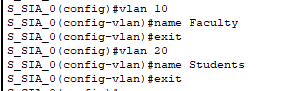 S_SIA_0(config)#vlan 10
S_SIA_0(config-vlan)#name Faculty
S_SIA_0(config-vlan)#exit
S_SIA_0(config)#vlan 20
S_SIA_0(config-vlan)#name Students
S_SIA_0(config-vlan)#exit